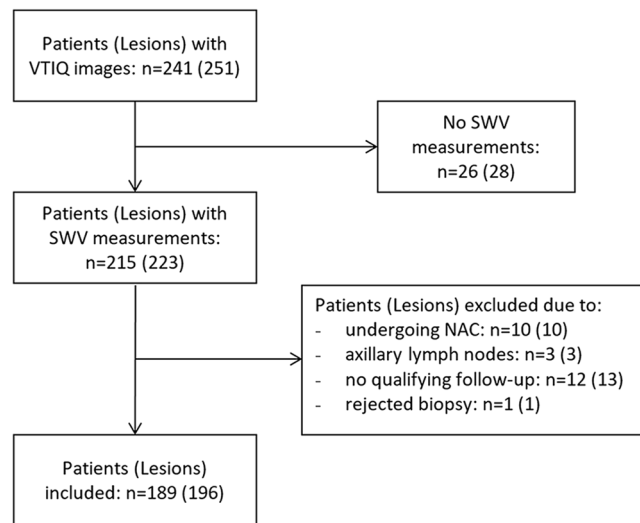 Patients (Lesions) with
VTIQ images: n=241 (251)
No SWV
measurements:
n=26 (28)
Patients (Lesions) with
SWV measurements:
n=215 (223)
Patients (Lesions) excluded due to:
- undergoing NAC: n=10 (10)
- axillary lymph nodes: n=3 (3)
- no qualifying follow-up: n=12 (13)
- rejected biopsy: n=1 (1)
Patients (Lesions)
included: n=189 (196)